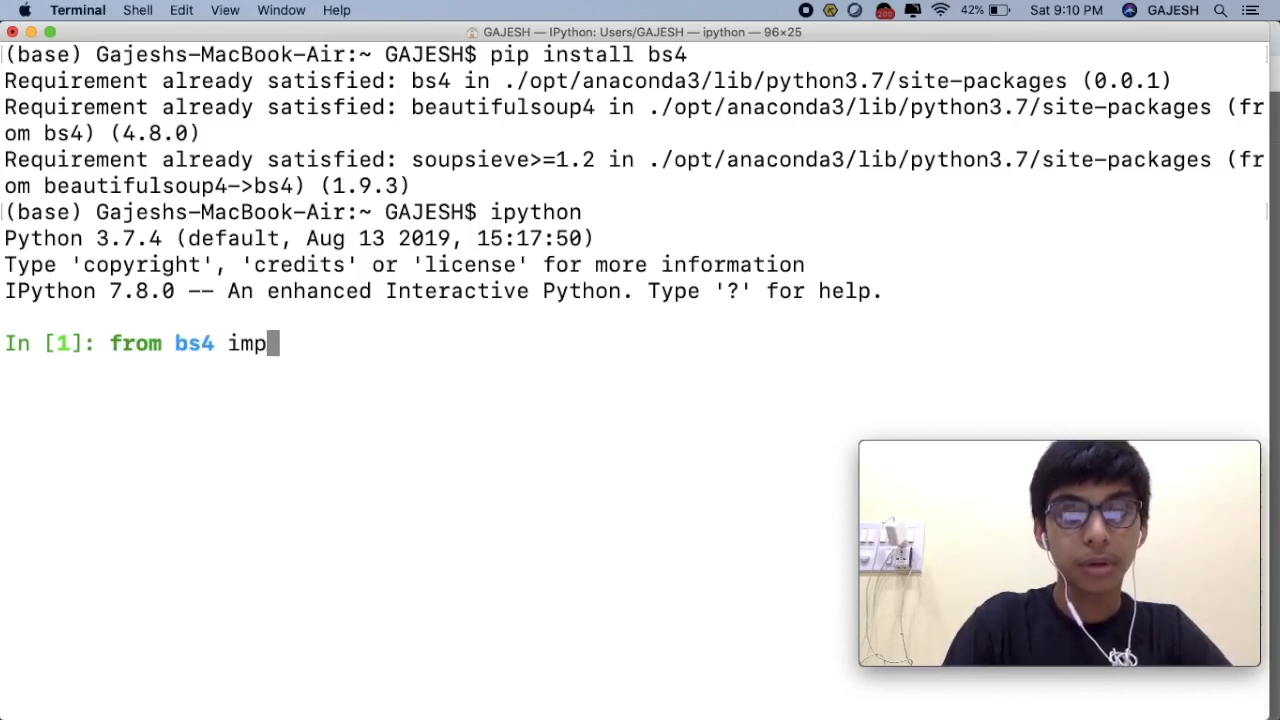 Terminal Shell Edit View Window Help 42% Sat 9:10 PM GAJESH
GAJESH — IPython: Users/GAJESH — ipython — 96×25
(base) Gajeshs-MacBook-Air:~ GAJESH$ pip install bs4
Requirement already satisfied: bs4 in ./opt/anaconda3/lib/python3.7/site-packages (0.0.1)
Requirement already satisfied: beautifulsoup4 in ./opt/anaconda3/lib/python3.7/site-packages (fr
om bs4) (4.8.0)
Requirement already satisfied: soupsieve>=1.2 in ./opt/anaconda3/lib/python3.7/site-packages (fr
om beautifulsoup4->bs4) (1.9.3)
(base) Gajeshs-MacBook-Air:~ GAJESH$ ipython
Python 3.7.4 (default, Aug 13 2019, 15:17:50)
Type 'copyright', 'credits' or 'license' for more information
IPython 7.8.0 -- An enhanced Interactive Python. Type '?' for help.
In [1]: from bs4 imp